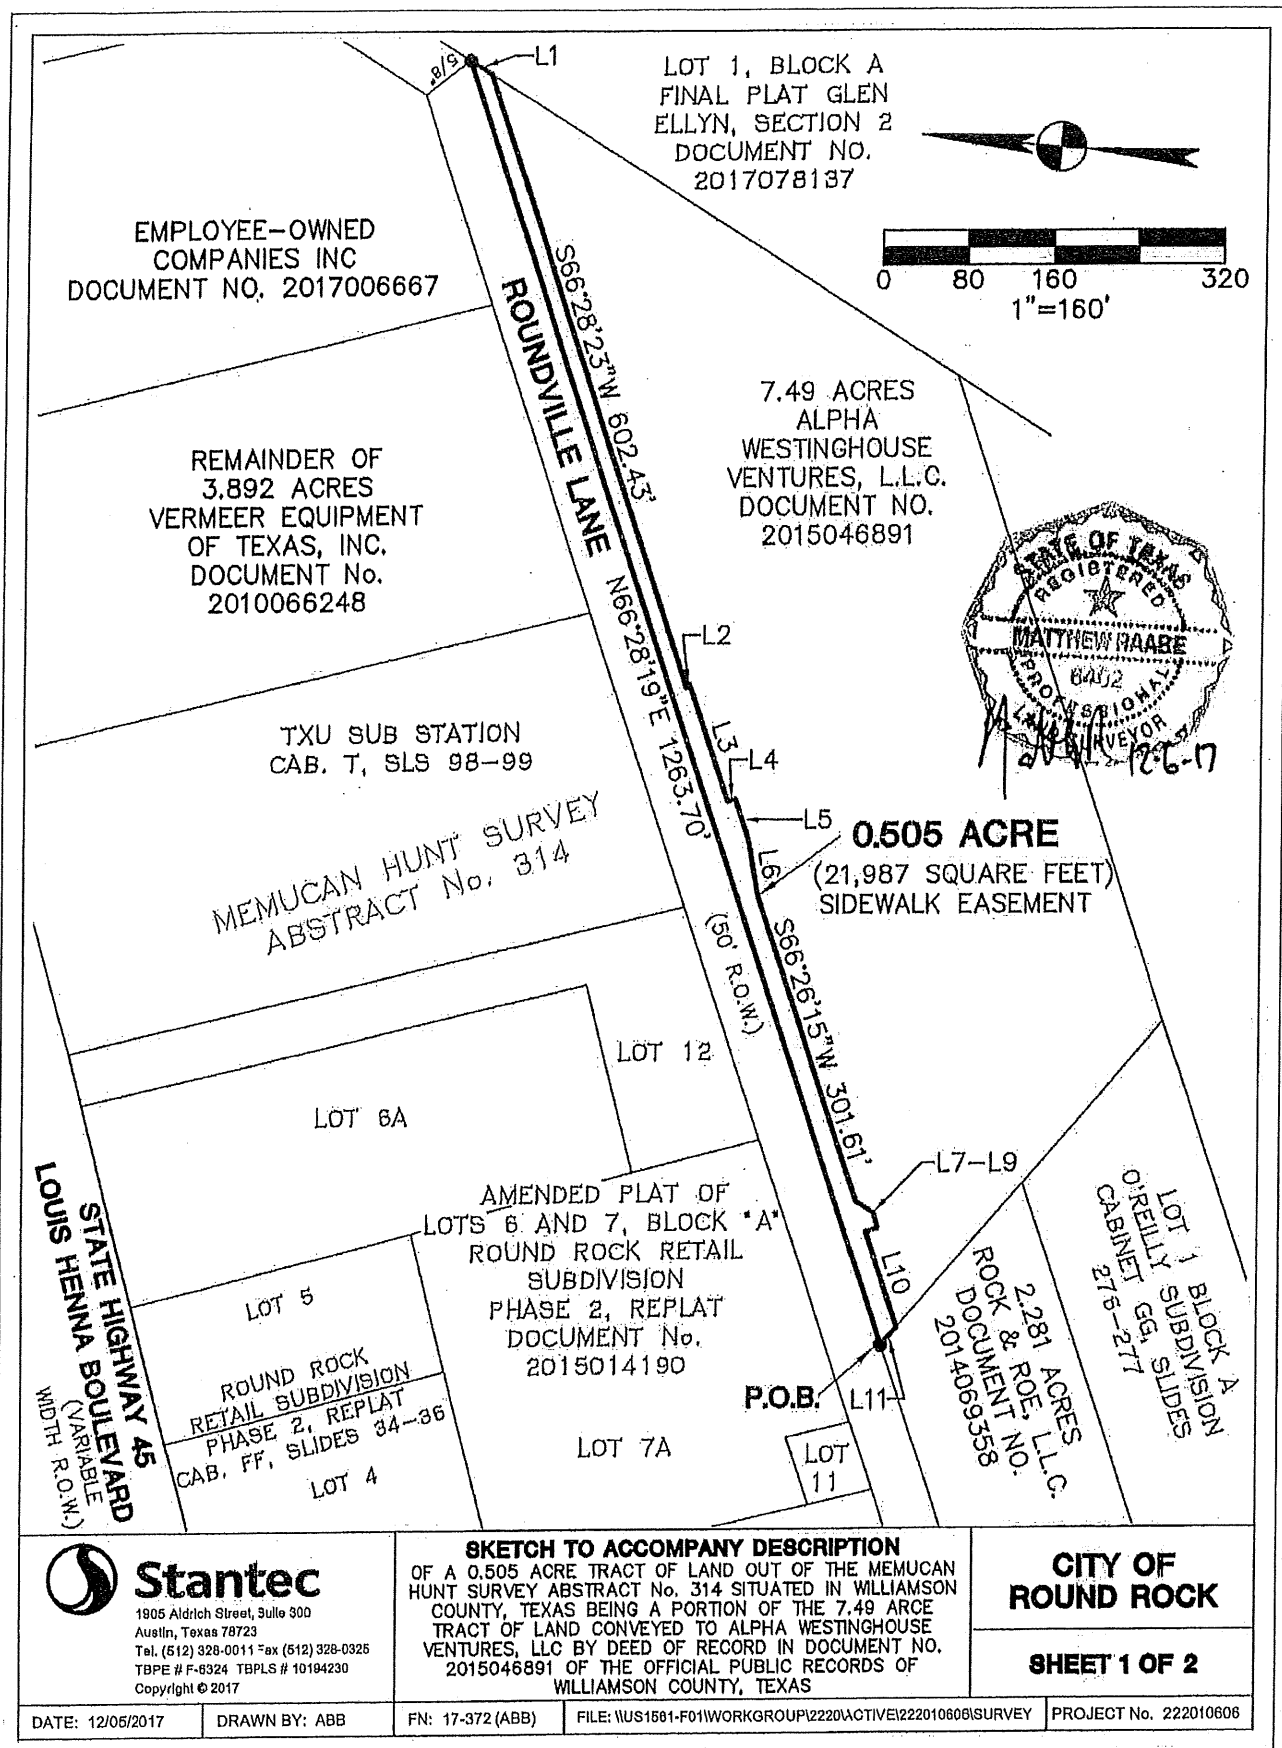 5/8"
L1
LOT 1, BLOCK A
FINAL PLAT GLEN
ELLYN, SECTION 2
DOCUMENT NO.
2017078137
EMPLOYEE-OWNED
COMPANIES INC
DOCUMENT NO. 2017006667
0 80 160 320
1"=160'
ROUNDVILLE LANE
S66°28'23"W 602.43'
7.49 ACRES
ALPHA
WESTINGHOUSE
VENTURES, L.L.C.
DOCUMENT NO.
2015046891
REMAINDER OF
3.892 ACRES
VERMEER EQUIPMENT
OF TEXAS, INC.
DOCUMENT No.
2010066248
STATE OF TEXAS
REGISTERED
MATTHEW RAABE
6402
PROFESSIONAL
LAND SURVEYOR
12-6-17
N66°28'19"E 1263.70'
L2
L3
L4
L5
L6
TXU SUB STATION
CAB. T, SLS 98-99
MEMUCAN HUNT SURVEY
ABSTRACT No. 314
0.505 ACRE
(21,987 SQUARE FEET)
SIDEWALK EASEMENT
(50' R.O.W.)
S66°26'15"W 301.61'
LOT 12
LOT 6A
L7-L9
L10
AMENDED PLAT OF
LOTS 6 AND 7, BLOCK "A"
ROUND ROCK RETAIL
SUBDIVISION
PHASE 2, REPLAT
DOCUMENT No.
2015014190
LOT 1 BLOCK A
O'REILLY SUBDIVISION
CABINET GG, SLIDES
276-277
2.281 ACRES
ROCK & ROE, L.L.C.
DOCUMENT NO.
2014069358
STATE HIGHWAY 45
LOUIS HENNA BOULEVARD
(VARIABLE
WIDTH R.O.W.)
LOT 5
ROUND ROCK
RETAIL SUBDIVISION
PHASE 2, REPLAT
CAB. FF, SLIDES 34-36
LOT 4
P.O.B.
L11
LOT 7A
LOT
11
Stantec
1905 Aldrich Street, Suite 300
Austin, Texas 78723
Tel. (512) 328-0011 Fax (512) 328-0325
TBPE # F-6324 TBPLS # 10194230
Copyright © 2017
SKETCH TO ACCOMPANY DESCRIPTION
OF A 0.505 ACRE TRACT OF LAND OUT OF THE MEMUCAN
HUNT SURVEY ABSTRACT No. 314 SITUATED IN WILLIAMSON
COUNTY, TEXAS BEING A PORTION OF THE 7.49 ARCE
TRACT OF LAND CONVEYED TO ALPHA WESTINGHOUSE
VENTURES, LLC BY DEED OF RECORD IN DOCUMENT NO.
2015046891 OF THE OFFICIAL PUBLIC RECORDS OF
WILLIAMSON COUNTY, TEXAS
CITY OF
ROUND ROCK
SHEET 1 OF 2
DATE: 12/05/2017
DRAWN BY: ABB
FN: 17-372 (ABB)
FILE: \\US1561-F01\WORKGROUP\2220\ACTIVE\222010606\SURVEY
PROJECT No. 222010606